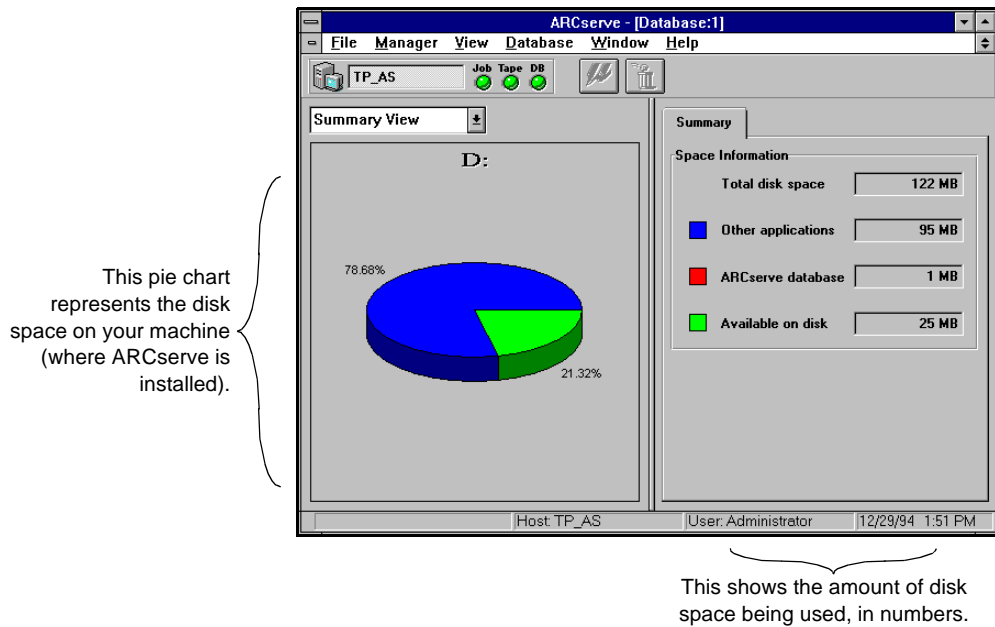 ARCserve - [Database:1]
File Manager View Database Window Help
TP_AS
Job Tape DB
Summary View
D:
78.68%
21.32%
Summary
Space Information
Total disk space 122 MB
Other applications 95 MB
ARCserve database 1 MB
Available on disk 25 MB
Host: TP_AS User: Administrator 12/29/94 1:51 PM
This pie chart
represents the disk
space on your machine
(where ARCserve is
installed).
This shows the amount of disk
space being used, in numbers.